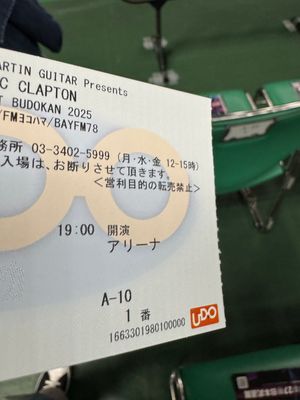 ARTIN GUITAR Presents
C CLAPTON
T BUDOKAN 2025
/FMヨコハマ/BAYFM78
務所 03-3402-5999 (月・水・金 12-15時)
入場は、お断りさせて頂きます。
<営利目的の転売禁止>
19:00 開演
アリーナ
A-10
1 番
UDO
1663301980100000